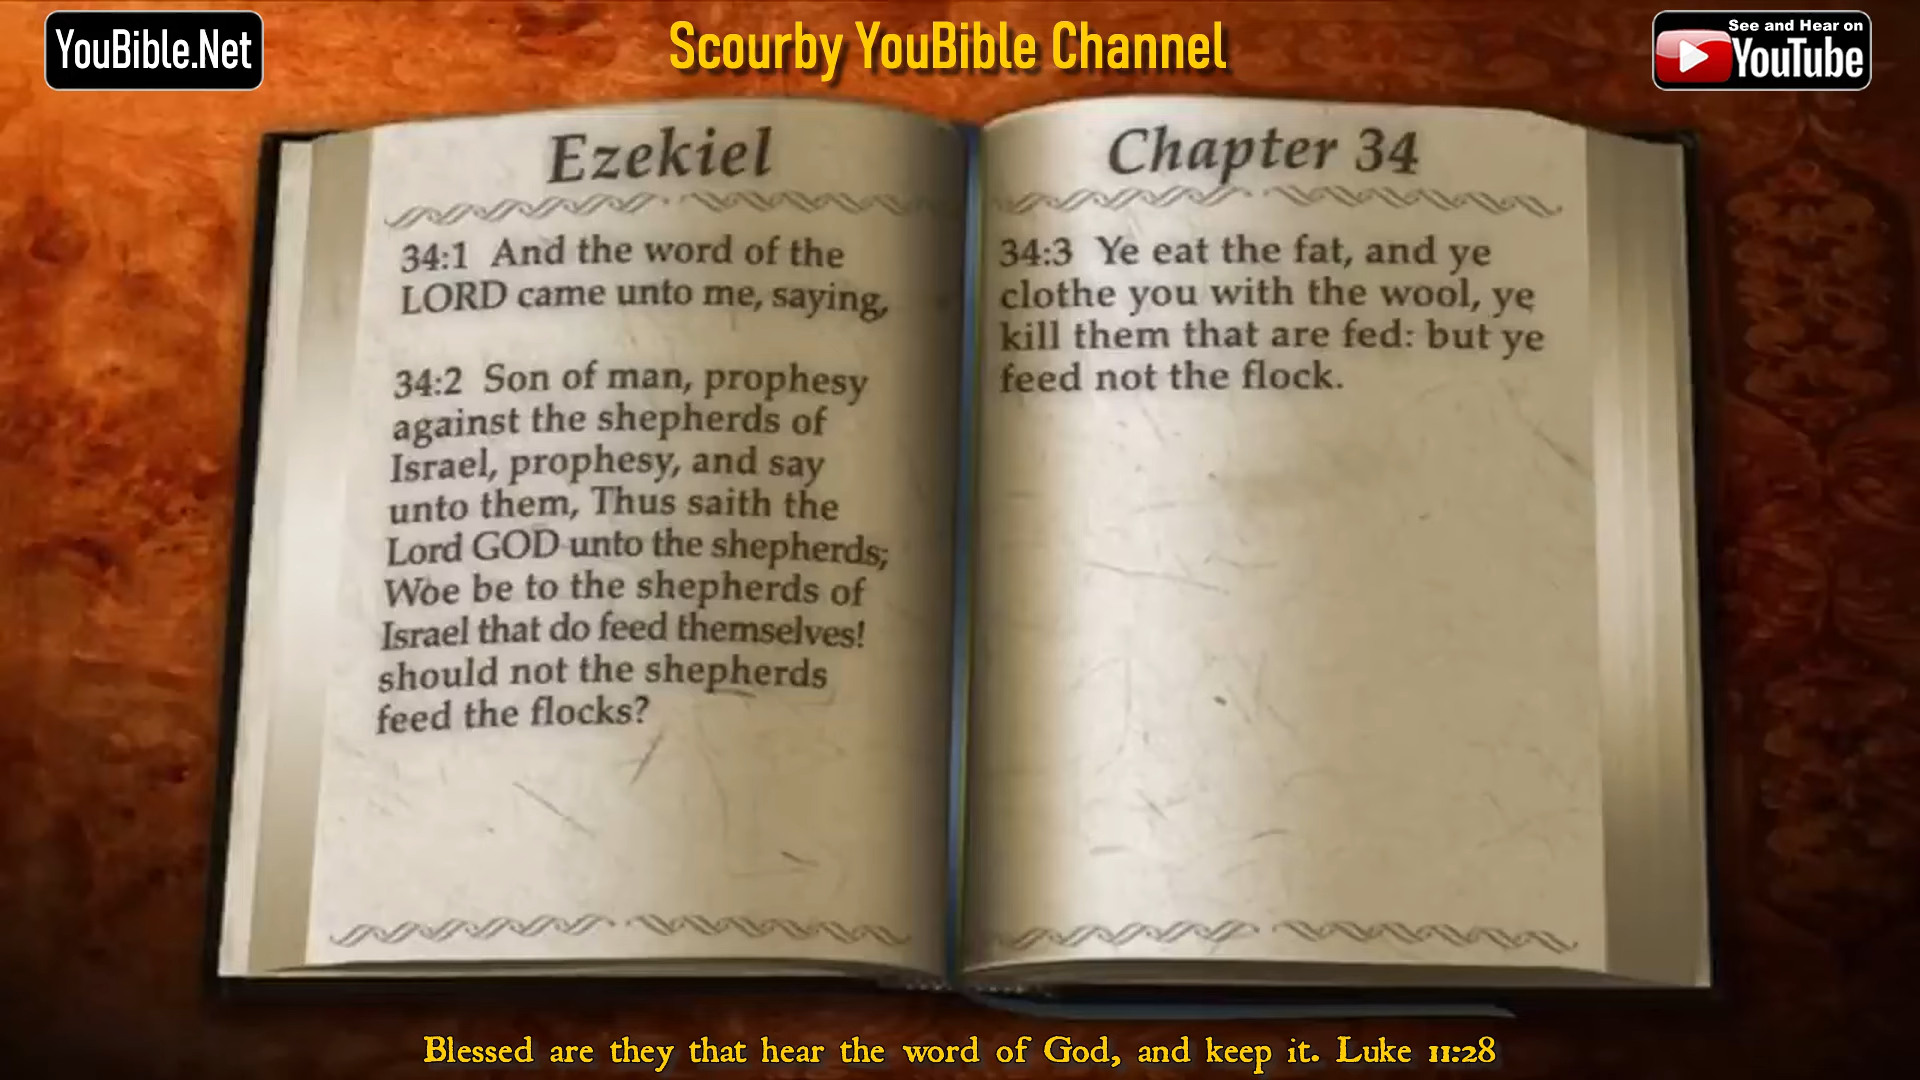 YouBible.Net
Scourby YouBible Channel
See and Hear on
YouTube
Ezekiel
34:1 And the word of the
LORD came unto me, saying,
34:2 Son of man, prophesy
against the shepherds of
Israel, prophesy, and say
unto them, Thus saith the
Lord GOD unto the shepherds;
Woe be to the shepherds of
Israel that do feed themselves!
should not the shepherds
feed the flocks?
Chapter 34
34:3 Ye eat the fat, and ye
clothe you with the wool, ye
kill them that are fed: but ye
feed not the flock.
Blessed are they that hear the word of God, and keep it. Luke 11:28